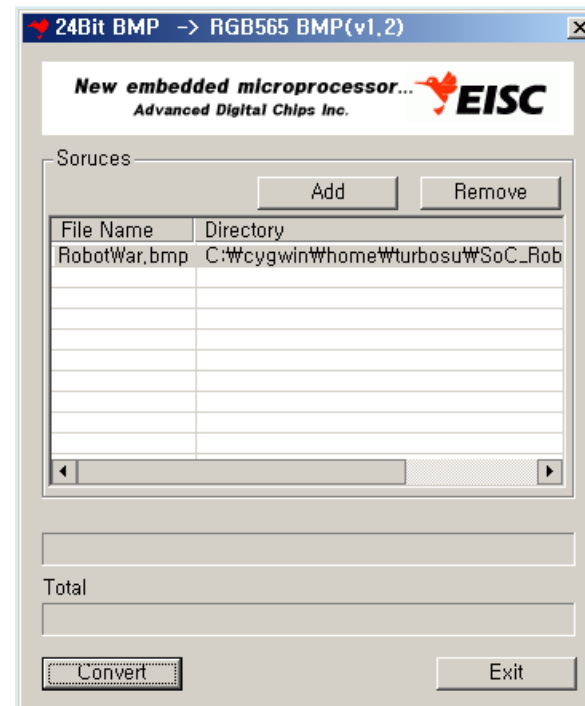 24Bit BMP -> RGB565 BMP(v1.2)
New embedded microprocessor...
Advanced Digital Chips Inc.
EISC
Soruces
Add Remove
File Name Directory
RobotWar.bmp C:₩cygwin₩home₩turbosu₩SoC_Rob
Total
Convert Exit